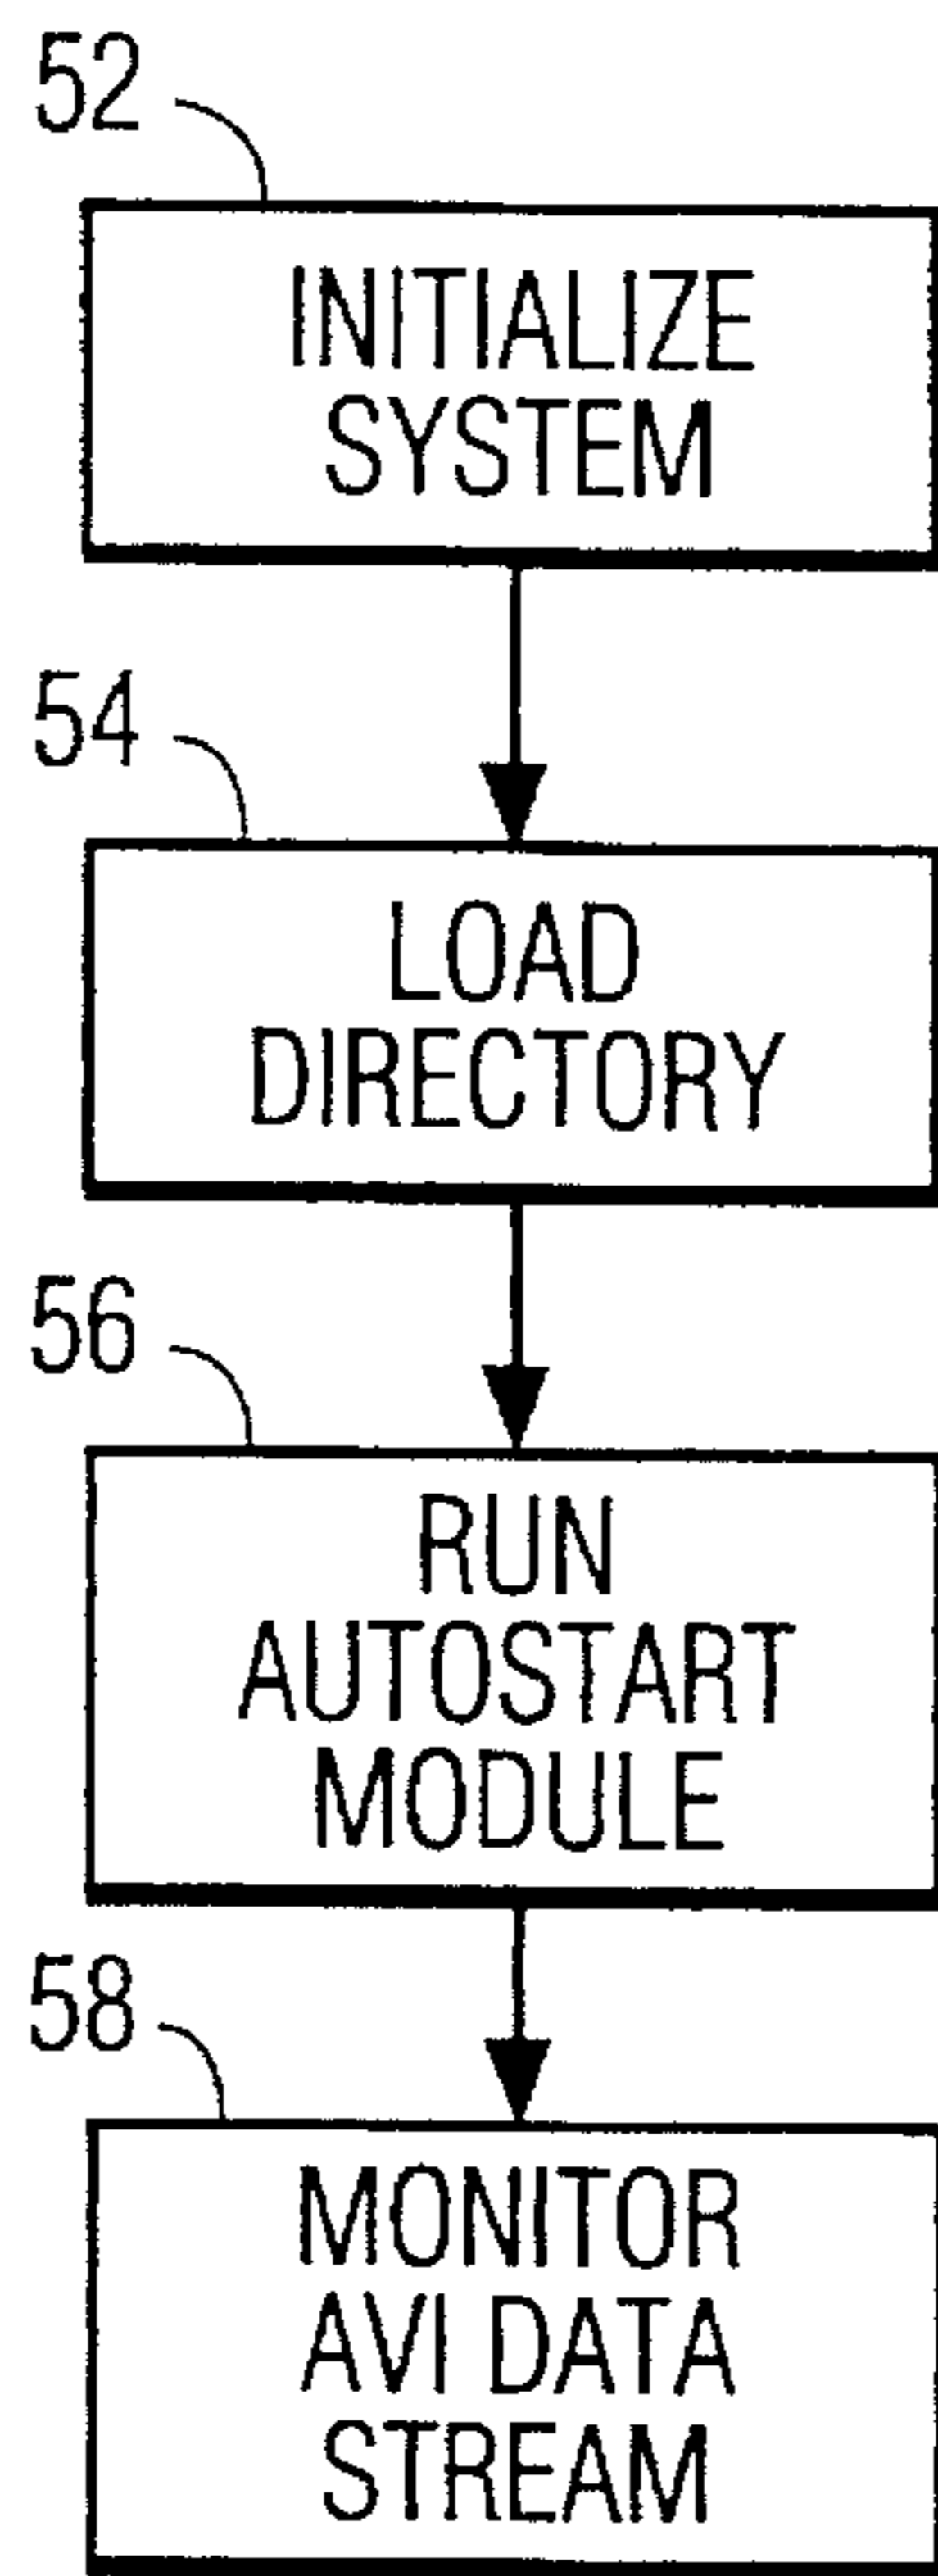 52
INITIALIZE
SYSTEM
54
LOAD
DIRECTORY
56
RUN
AUTOSTART
MODULE
58
MONITOR
AVI DATA
STREAM